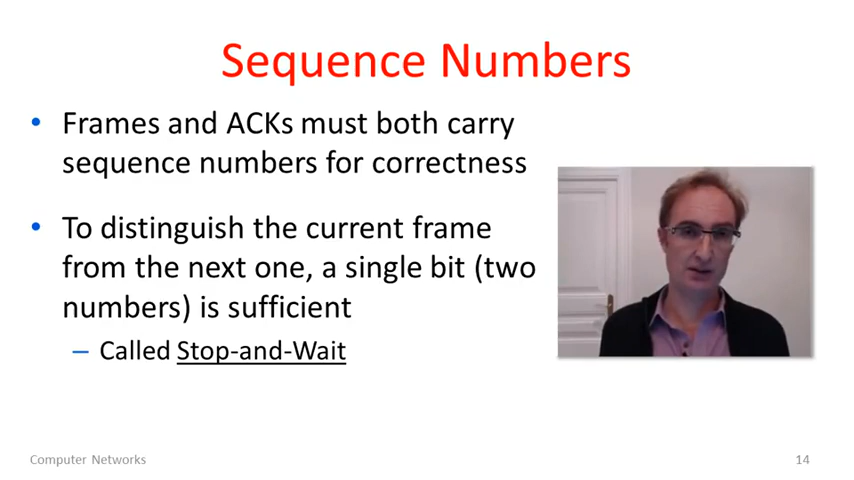 Sequence Numbers
• Frames and ACKs must both carry
sequence numbers for correctness
• To distinguish the current frame
from the next one, a single bit (two
numbers) is sufficient
– Called Stop-and-Wait
Computer Networks
14